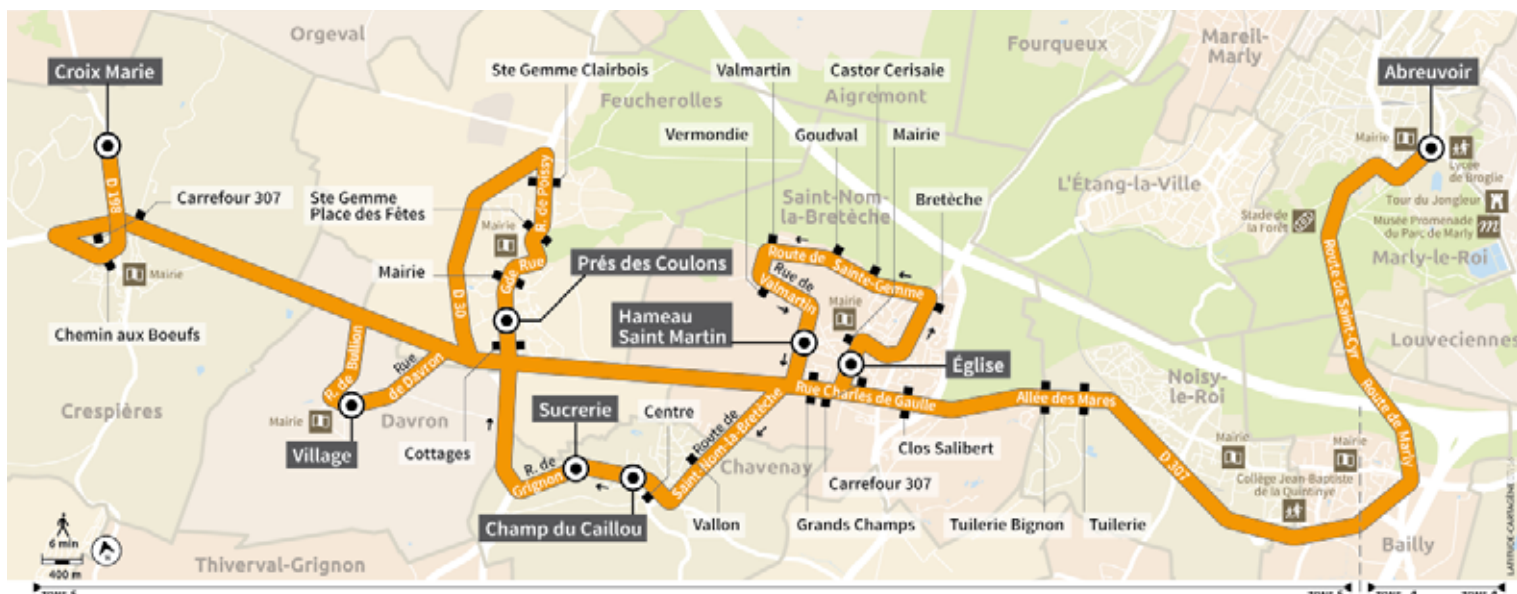 Orgeval
Croix Marie
Ste Gemme Clairbois
Feucherolles
Valmartin
Castor Cerisaie
Aigremont
Fourqueux
Mareil-
Marly
Abreuvoir
Vermondie
Goudval
Mairie
Mairie
Lycée
de Broglie
D 198
Carrefour 307
Ste Gemme
Place des Fêtes
R. de Poissy
Saint-Nom-
la-Bretèche
Bretèche
L'Étang-la-Ville
Stade de
la Forêt
Tour du Jongleur
Musée Promenade
du Parc de Marly
Marly-le-Roi
Mairie
Mairie
Mairie
Gde Rue
Prés des Coulons
Route de Sainte-Gemme
Rue de
Valmartin
Mairie
Route de Saint-Cyr
Chemin aux Boeufs
D 30
Hameau
Saint Martin
Église
Louveciennes
R. de Bullion
Rue
de Davron
Rue Charles de Gaulle
Allée des Mares
Noisy-
le-Roi
Route de Marly
Crespières
Mairie
Davron
Village
Cottages
Sucrerie
Centre
Route de
Saint-Nom-la-Bretèche
Chavenay
Clos Salibert
D 307
Mairie
Mairie
R. de
Grignon
Carrefour 307
Collège Jean-Baptiste
de la Quintinye
Champ du Caillou
Vallon
Grands Champs
Tuilerie Bignon
Tuilerie
Bailly
6 min
400 m
Thiverval-Grignon